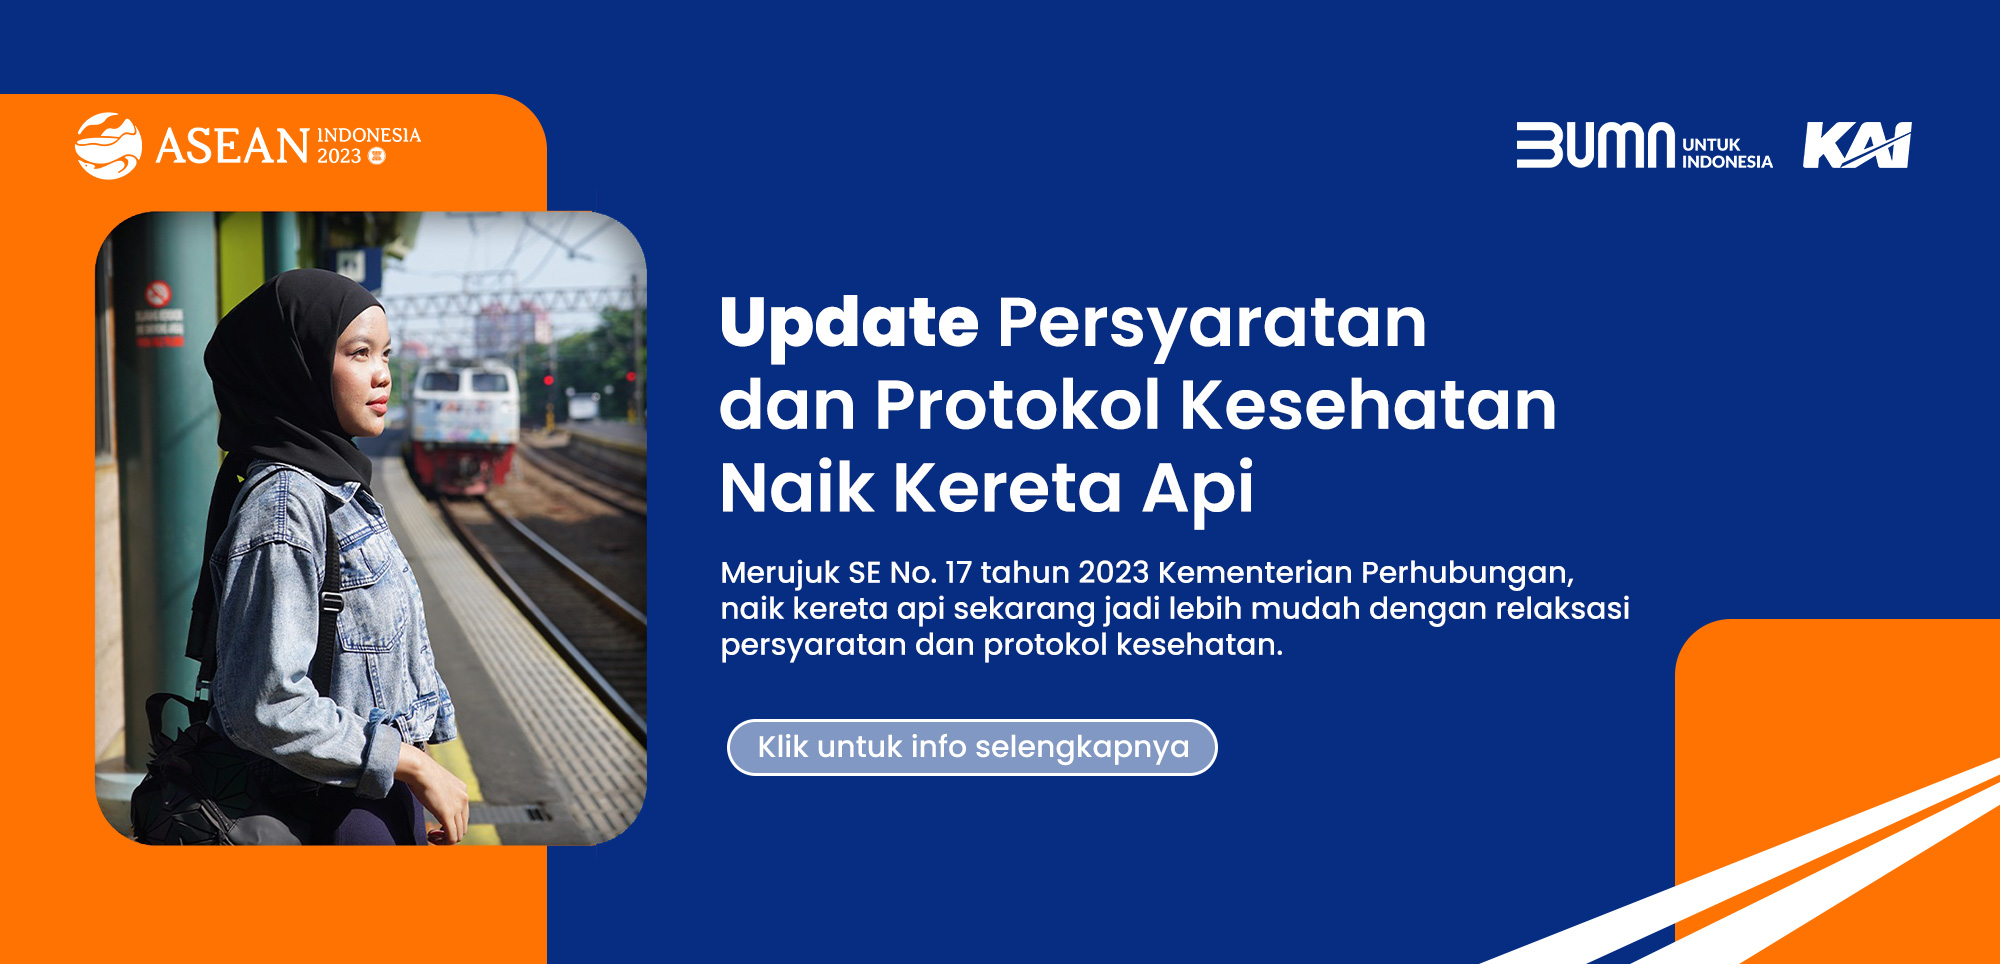 ASEAN INDONESIA
2023
BUMN UNTUK
INDONESIA
KAI
Update Persyaratan
dan Protokol Kesehatan
Naik Kereta Api
Merujuk SE No. 17 tahun 2023 Kementerian Perhubungan,
naik kereta api sekarang jadi lebih mudah dengan relaksasi
persyaratan dan protokol kesehatan.
Klik untuk info selengkapnya